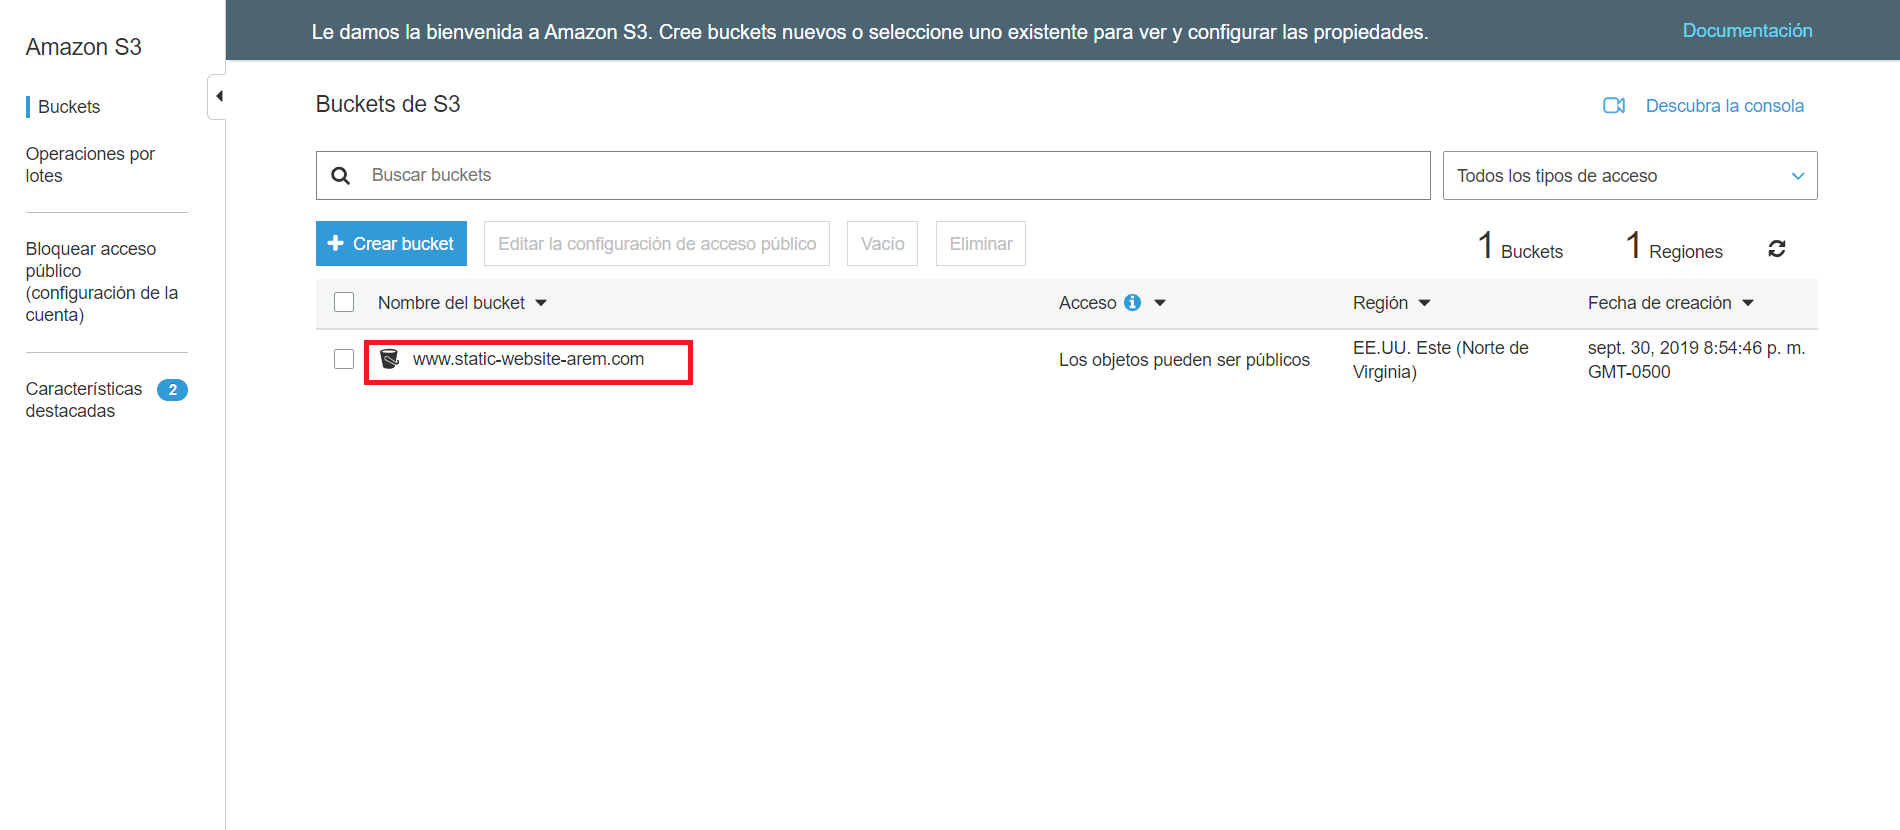 Amazon S3
Buckets
Operaciones por
lotes
Bloquear acceso
público
(configuración de la
cuenta)
Características 2
destacadas
Le damos la bienvenida a Amazon S3. Cree buckets nuevos o seleccione uno existente para ver y configurar las propiedades.
Documentación
Buckets de S3
Descubra la consola
Buscar buckets
Todos los tipos de acceso
Crear bucket
Editar la configuración de acceso público
Vacío
Eliminar
1 Buckets
1 Regiones
Nombre del bucket
Acceso
Región
Fecha de creación
www.static-website-arem.com
Los objetos pueden ser públicos
EE.UU. Este (Norte de
Virginia)
sept. 30, 2019 8:54:46 p. m.
GMT-0500